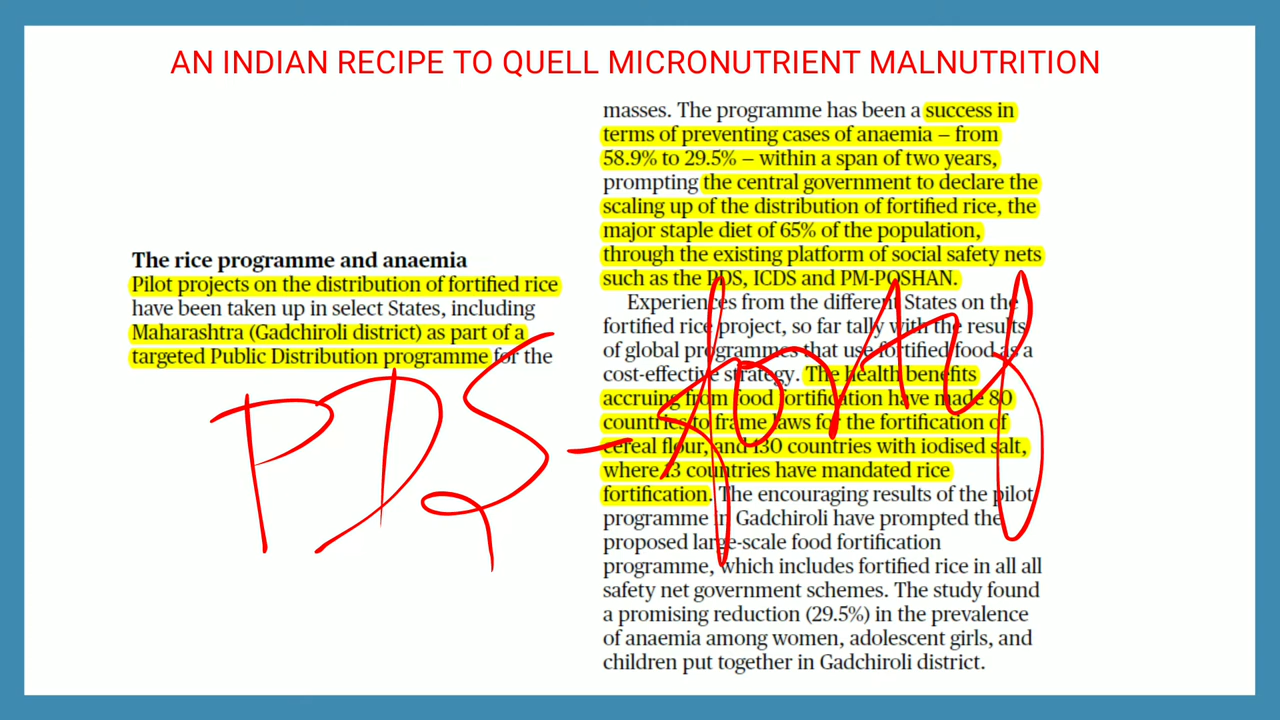 AN INDIAN RECIPE TO QUELL MICRONUTRIENT MALNUTRITION
The rice programme and anaemia
Pilot projects on the distribution of fortified rice
have been taken up in select States, including
Maharashtra (Gadchiroli district) as part of a
targeted Public Distribution programme for the
masses. The programme has been a success in
terms of preventing cases of anaemia – from
58.9% to 29.5% – within a span of two years,
prompting the central government to declare the
scaling up of the distribution of fortified rice, the
major staple diet of 65% of the population,
through the existing platform of social safety nets
such as the PDS, ICDS and PM-POSHAN.
Experiences from the different States on the
fortified rice project, so far tally with the results
of global programmes that use fortified food as a
cost-effective strategy. The health benefits
accruing from food fortification have made 80
countries to frame laws for the fortification of
cereal flour, and 130 countries with iodised salt,
where 13 countries have mandated rice
fortification. The encouraging results of the pilot
programme in Gadchiroli have prompted the
proposed large-scale food fortification
programme, which includes fortified rice in all all
safety net government schemes. The study found
a promising reduction (29.5%) in the prevalence
of anaemia among women, adolescent girls, and
children put together in Gadchiroli district.
PDS –